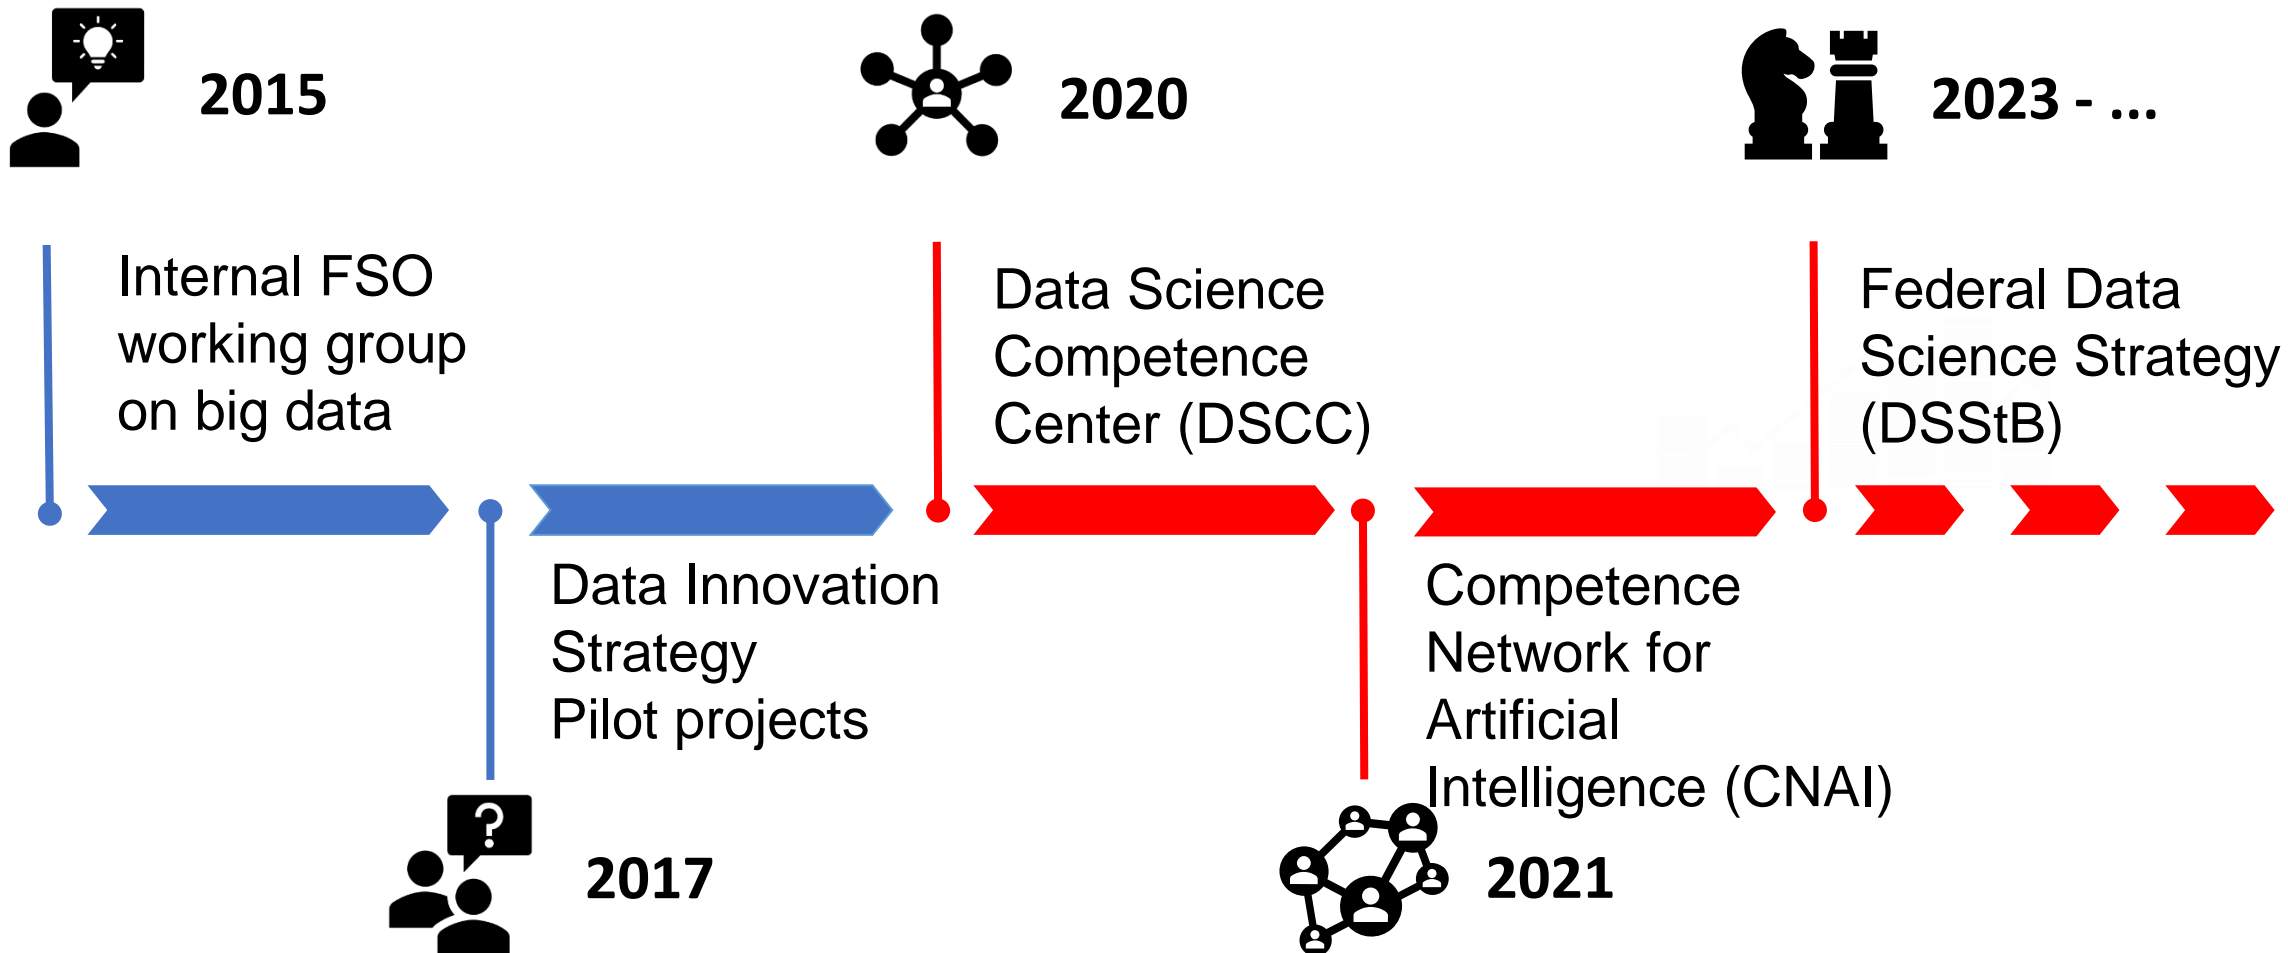 2015
Internal FSO
working group
on big data
2017
Data Innovation
Strategy
Pilot projects
2020
Data Science
Competence
Center (DSCC)
2021
Competence
Network for
Artificial
Intelligence (CNAI)
2023 - ...
Federal Data
Science Strategy
(DSStB)
?